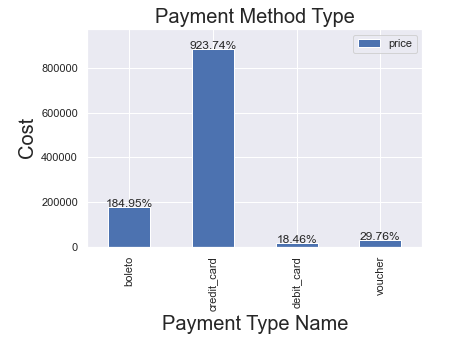 Payment Method Type
price
923.74%
800000
600000
Cost
400000
200000
184.95%
18.46%
29.76%
0
boleto
credit_card
debit_card
voucher
Payment Type Name